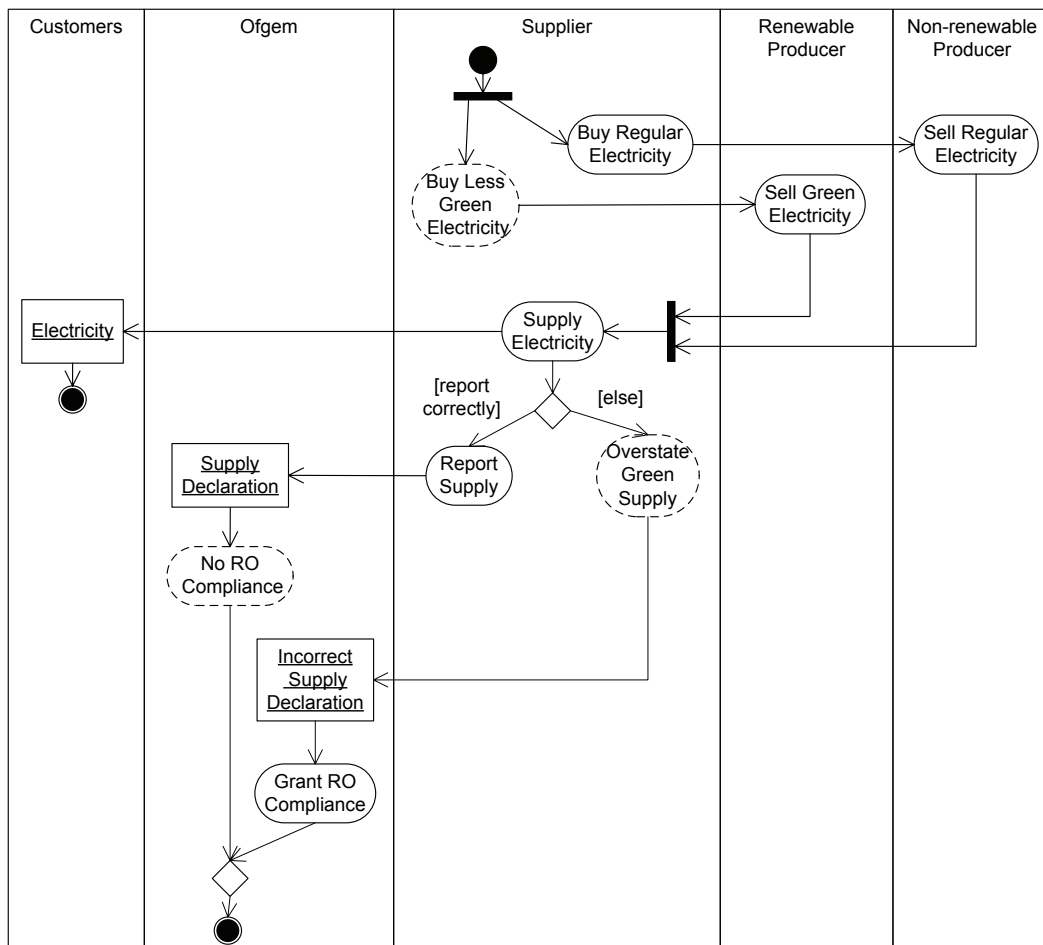 Customers
Ofgem
Supplier
Renewable
Producer
Non-renewable
Producer
Buy Regular
Electricity
Sell Regular
Electricity
Buy Less
Green
Electricity
Sell Green
Electricity
Electricity
Supply
Electricity
[report
correctly]
[else]
Supply
Declaration
Report
Supply
Overstate
Green
Supply
No RO
Compliance
Incorrect
Supply
Declaration
Grant RO
Compliance